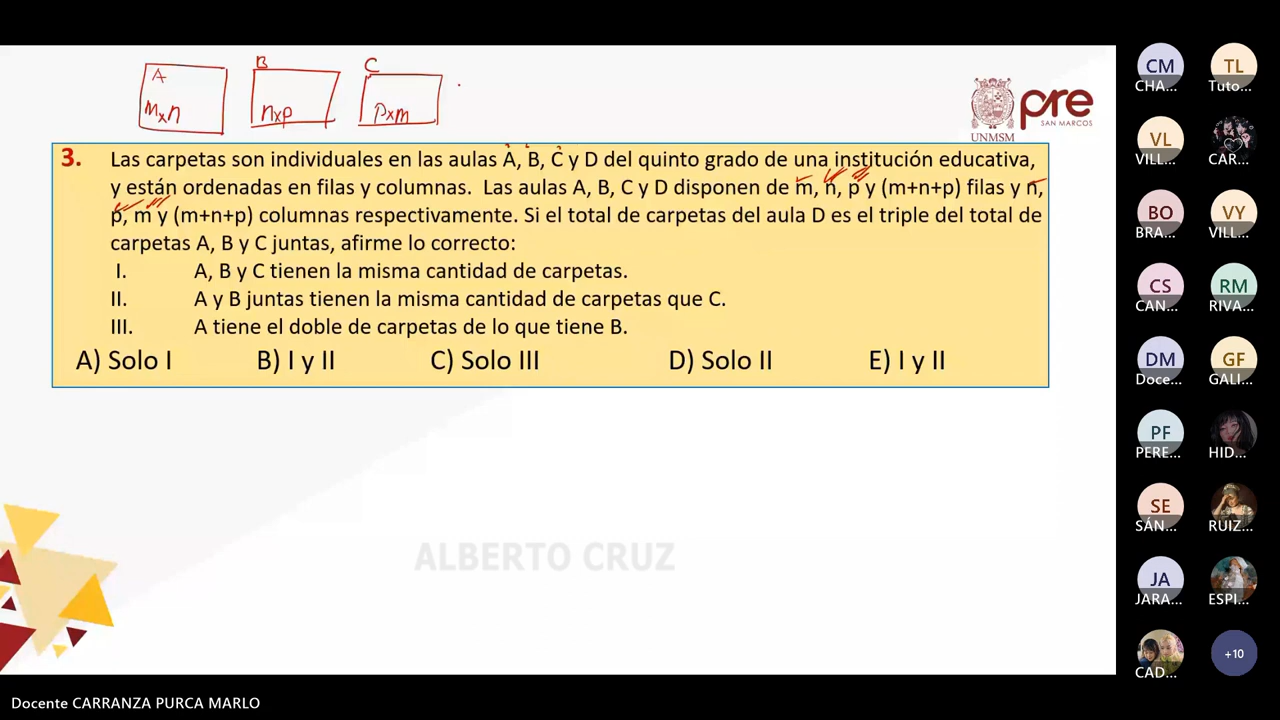 A
B
C
mxn
nxp
pxm
UNMSM
pre
SAN MARCOS
3. Las carpetas son individuales en las aulas A, B, C y D del quinto grado de una institución educativa,
y están ordenadas en filas y columnas. Las aulas A, B, C y D disponen de m, n, p y (m+n+p) filas y n,
p, m y (m+n+p) columnas respectivamente. Si el total de carpetas del aula D es el triple del total de
carpetas A, B y C juntas, afirme lo correcto:
I. A, B y C tienen la misma cantidad de carpetas.
II. A y B juntas tienen la misma cantidad de carpetas que C.
III. A tiene el doble de carpetas de lo que tiene B.
A) Solo I B) I y II C) Solo III D) Solo II E) I y II
ALBERTO CRUZ
CM TL
CHA... Tuto...
VL
VILL... CAR...
BO VY
BRA... VILL...
CS RM
CAN... RIVA...
DM GF
Doce... GALI...
PF
PERE... HID...
SE
SÁN... RUIZ...
JA
JARA... ESPI...
+10
CAD...
Docente CARRANZA PURCA MARLO